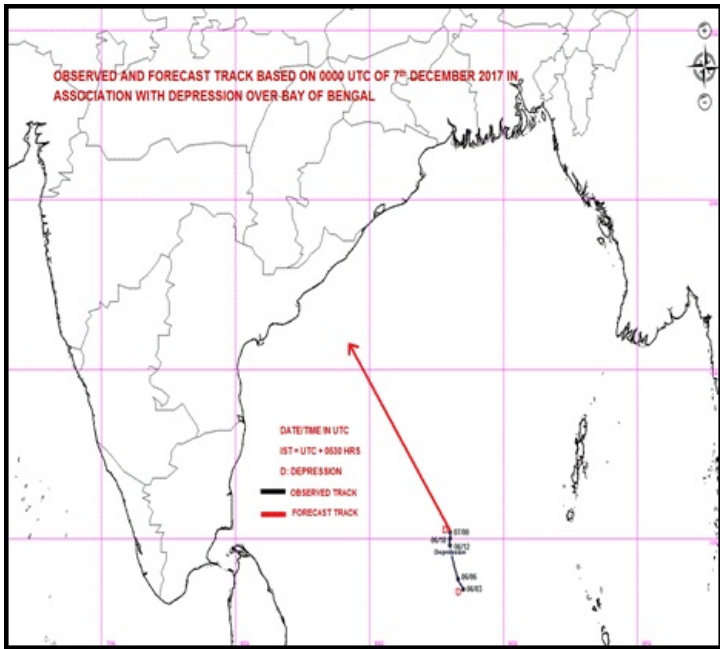 OBSERVED AND FORECAST TRACK BASED ON 0000 UTC OF 7th DECEMBER 2017 IN
ASSOCIATION WITH DEPRESSION OVER BAY OF BENGAL
DATE/TIME IN UTC
IST = UTC + 0530 HRS
D: DEPRESSION
OBSERVED TRACK
FORECAST TRACK
D
07/00
06/18
06/12
Depression
06/06
06/03
D